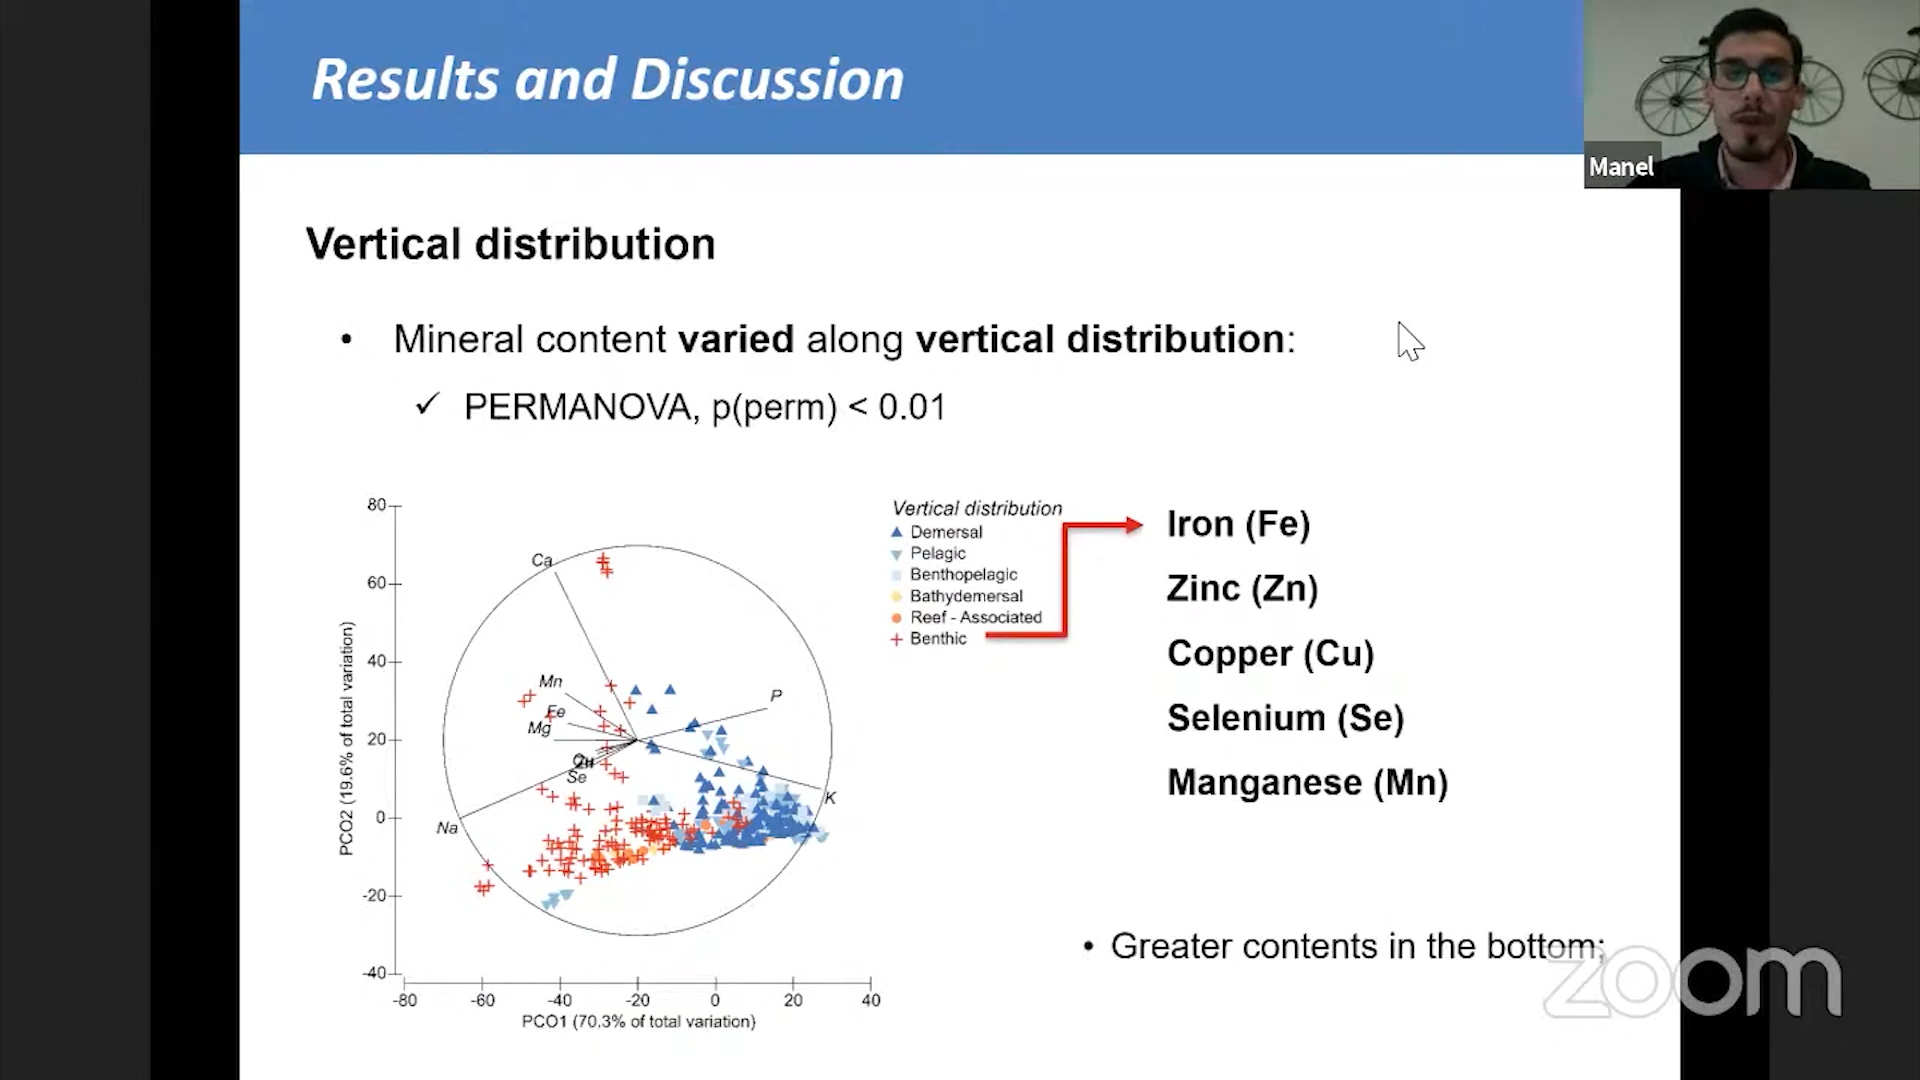 Results and Discussion
Manel
Vertical distribution
• Mineral content varied along vertical distribution:
✓ PERMANOVA, p(perm) < 0.01
80
60
40
20
0
-20
-40
PCO2 (19.6% of total variation)
Ca
Mn
Fe
Mg
Se
Na
P
K
-80 -60 -40 -20 0 20 40
PCO1 (70.3% of total variation)
Vertical distribution
Demersal
Pelagic
Benthopelagic
Bathydemersal
Reef - Associated
Benthic
Iron (Fe)
Zinc (Zn)
Copper (Cu)
Selenium (Se)
Manganese (Mn)
• Greater contents in the bottom;
zoom